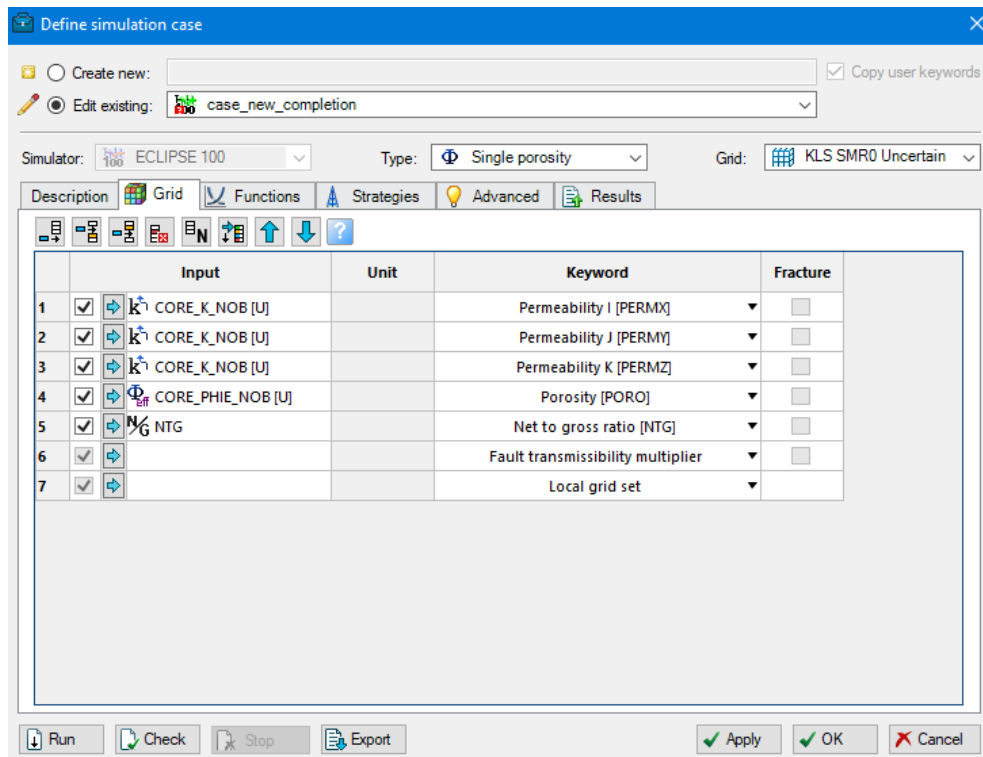 Define simulation case
Create new: Copy user keywords
Edit existing: case_new_completion
Simulator: ECLIPSE 100 Type: Single porosity Grid: KLS SMR0 Uncertain
Description Grid Functions Strategies Advanced Results
Input Unit Keyword Fracture
1 CORE_K_NOB [U] Permeability I [PERMX]
2 CORE_K_NOB [U] Permeability J [PERMY]
3 CORE_K_NOB [U] Permeability K [PERMZ]
4 CORE_PHIE_NOB [U] Porosity [PORO]
5 NTG Net to gross ratio [NTG]
6 Fault transmissibility multiplier
7 Local grid set
Run Check Stop Export Apply OK Cancel